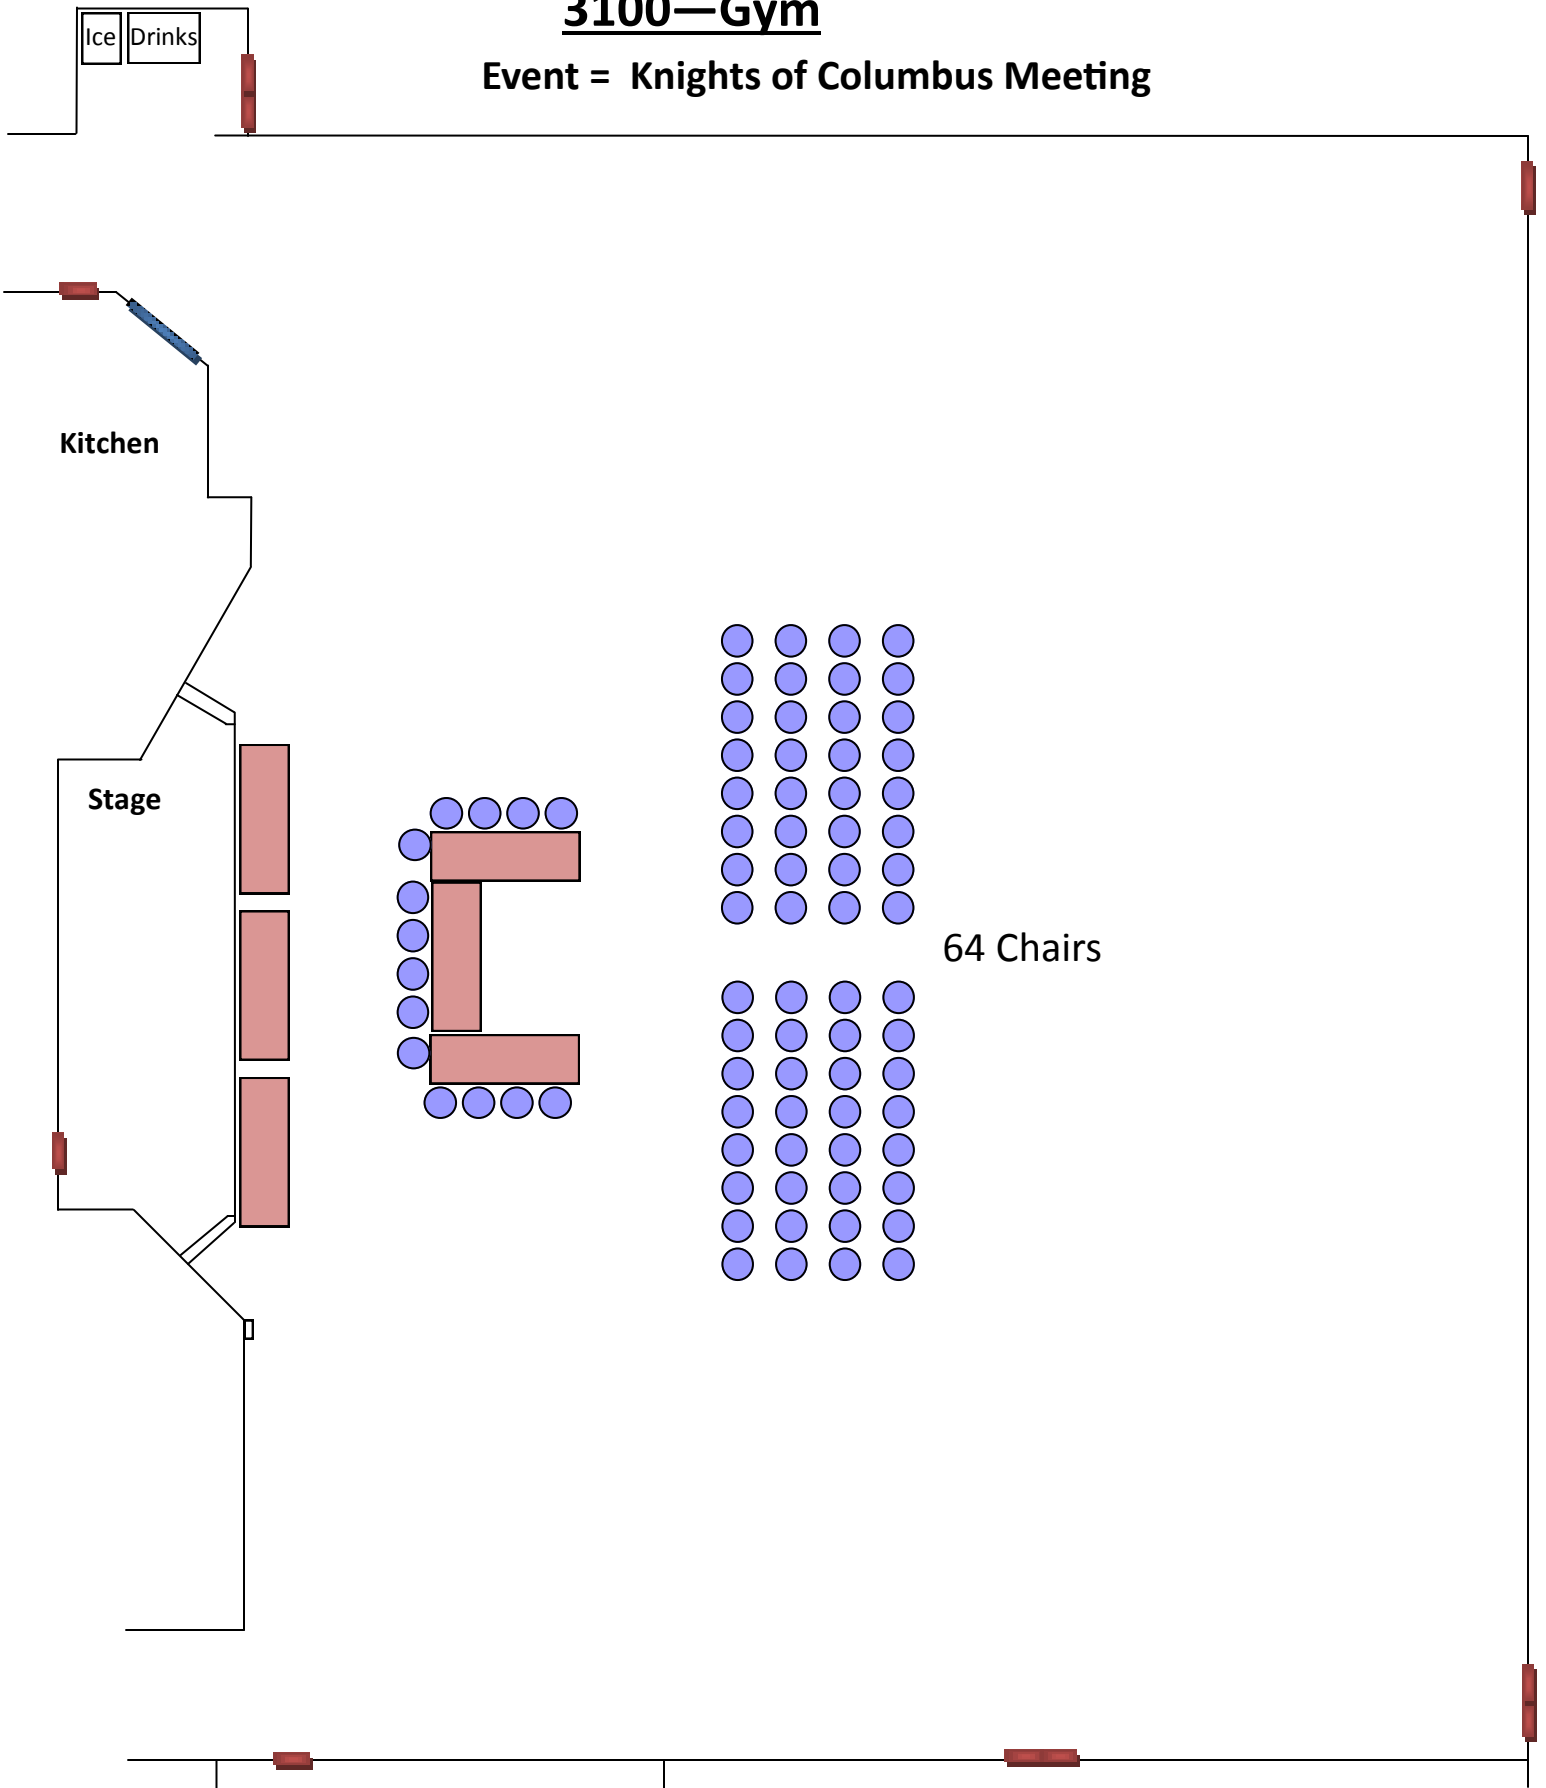 3100—Gym
Ice Drinks
Event = Knights of Columbus Meeting
Kitchen
Stage
64 Chairs